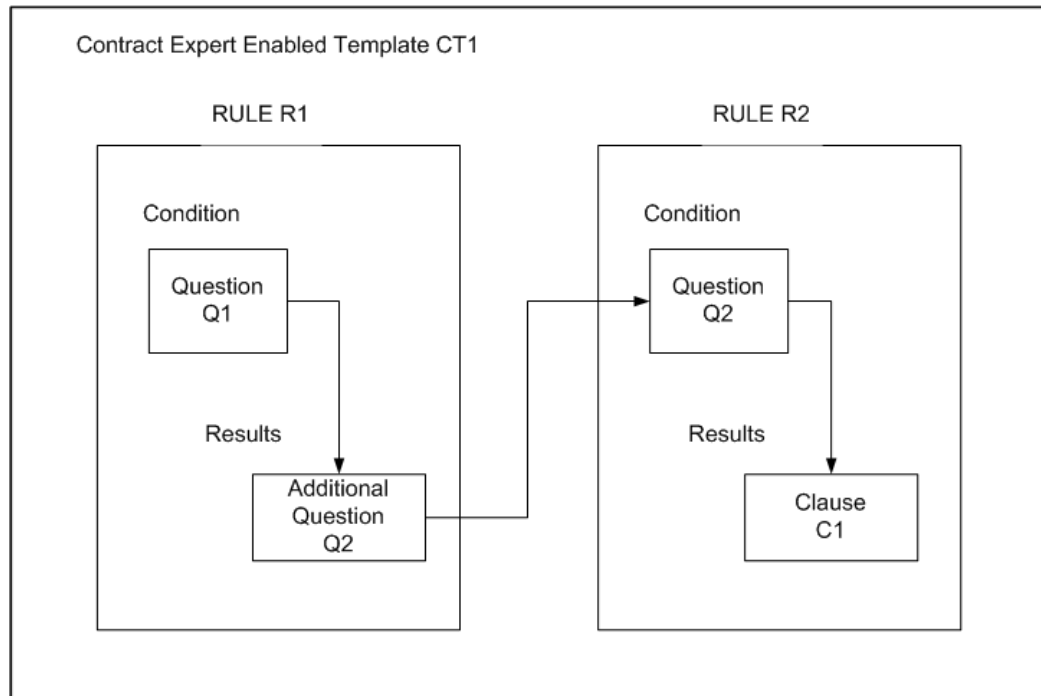 Contract Expert Enabled Template CT1
RULE R1
Condition
Question
Q1
Results
Additional
Question
Q2
RULE R2
Condition
Question
Q2
Results
Clause
C1